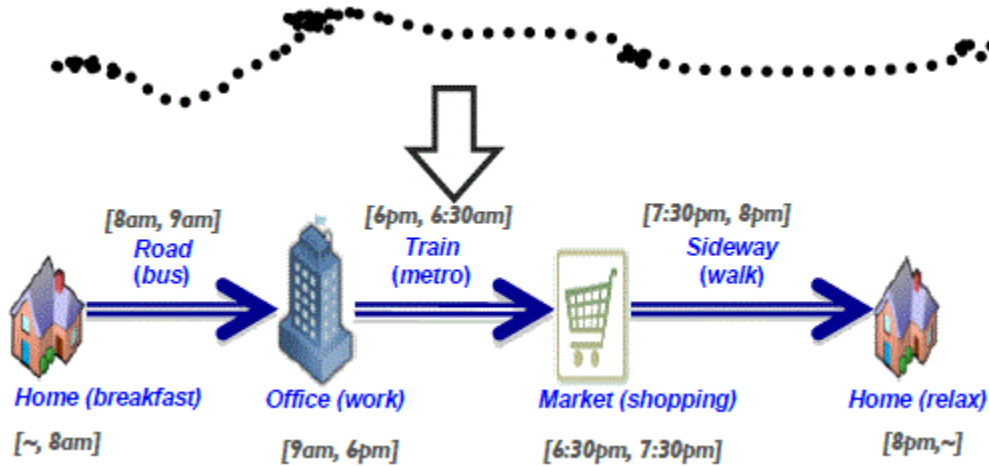 [8am, 9am]
Road
(bus)
[6pm, 6:30am]
Train
(metro)
[7:30pm, 8pm]
Sideway
(walk)
Home (breakfast)
Office (work)
Market (shopping)
Home (relax)
[~, 8am]
[9am, 6pm]
[6:30pm, 7:30pm]
[8pm,~]